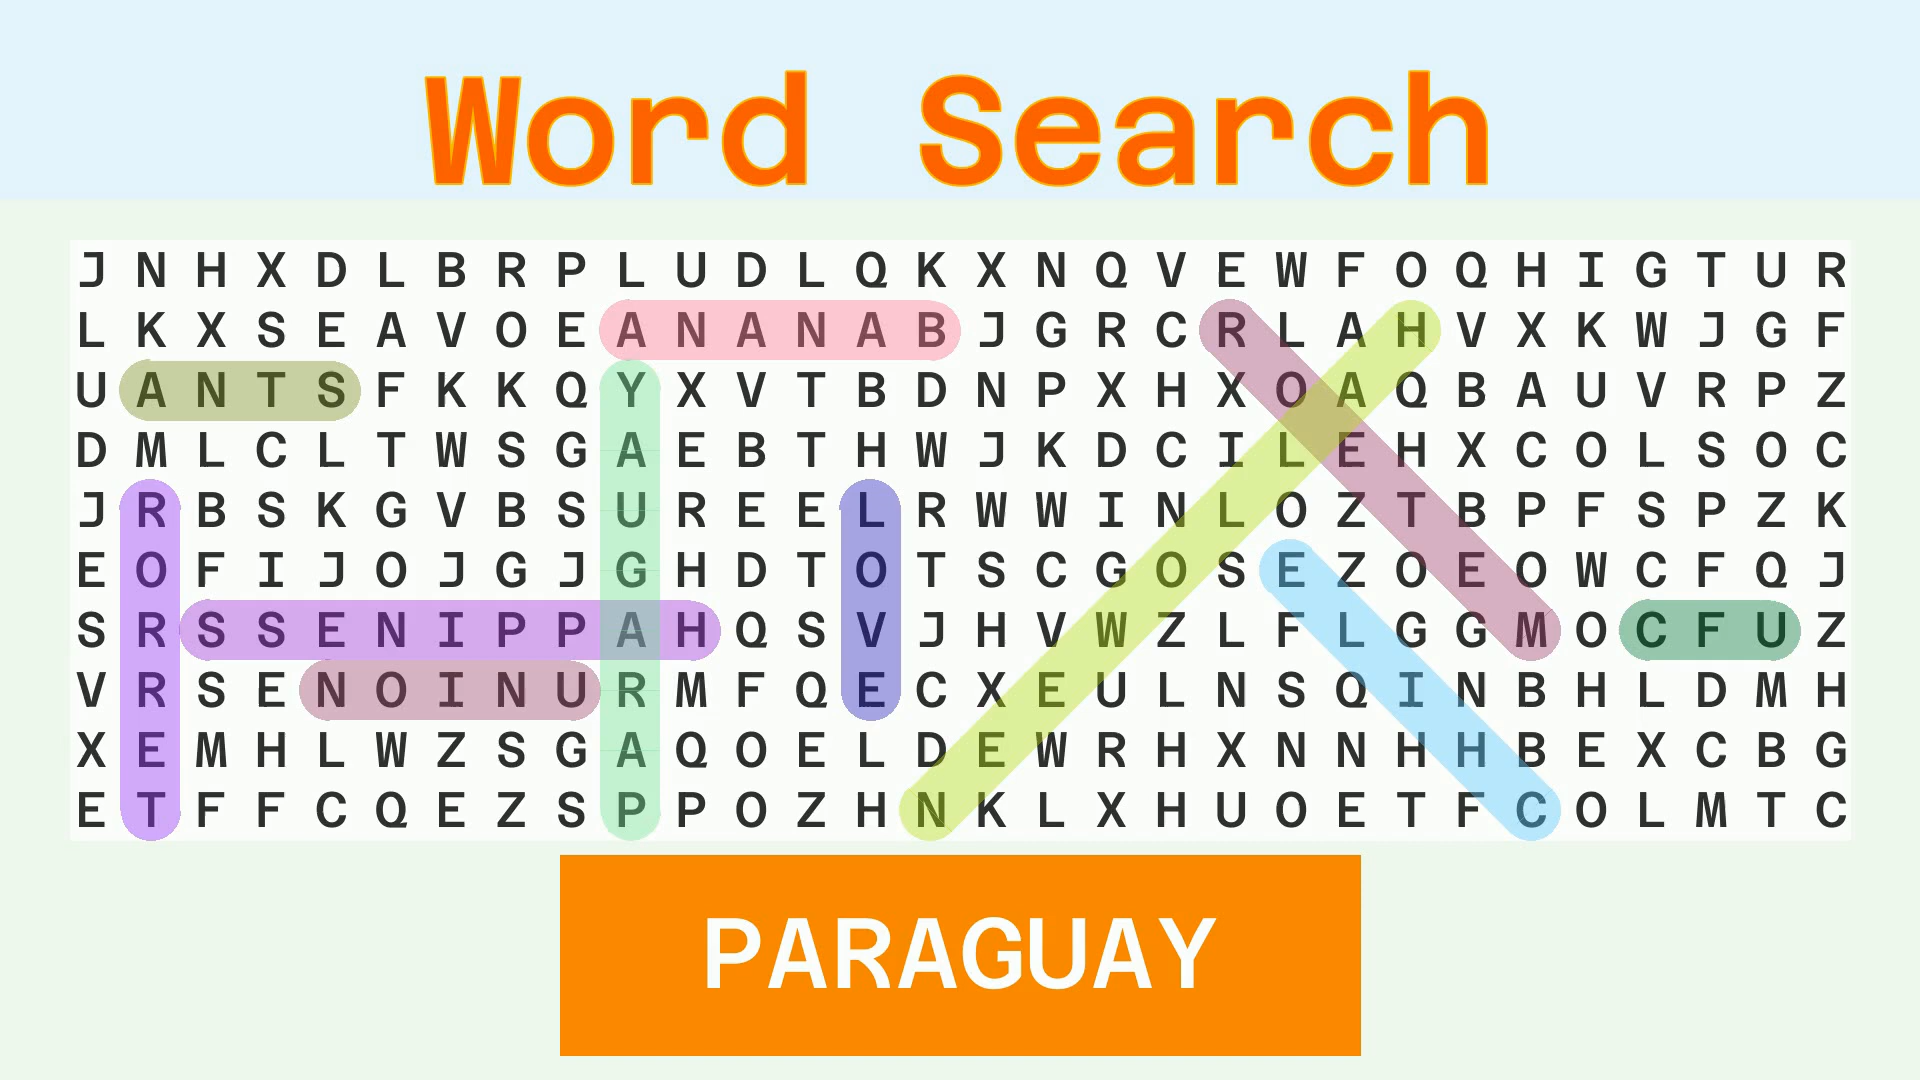 Word Search
J N H X D L B R P L U D L Q K X N Q V E W F O Q H I G T U R
L K X S E A V O E A N A N A B J G R C R L A H V X K W J G F
U A N T S F K K Q Y X V T B D N P X H X O A Q B A U V R P Z
D M L C L T W S G A E B T H W J K D C I L E H X C O L S O C
J R B S K G V B S U R E E L R W W I N L O Z T B P F S P Z K
E O F I J O J G J G H D T O T S C G O S E Z O E O W C F Q J
S R S S E N I P P A H Q S V J H V W Z L F L G G M O C F U Z
V R S E N O I N U R M F Q E C X E U L N S Q I N B H L D M H
X E M H L W Z S G A Q O E L D E W R H X N N H H B E X C B G
E T F F C Q E Z S P P O Z H N K L X H U O E T F C O L M T C
PARAGUAY